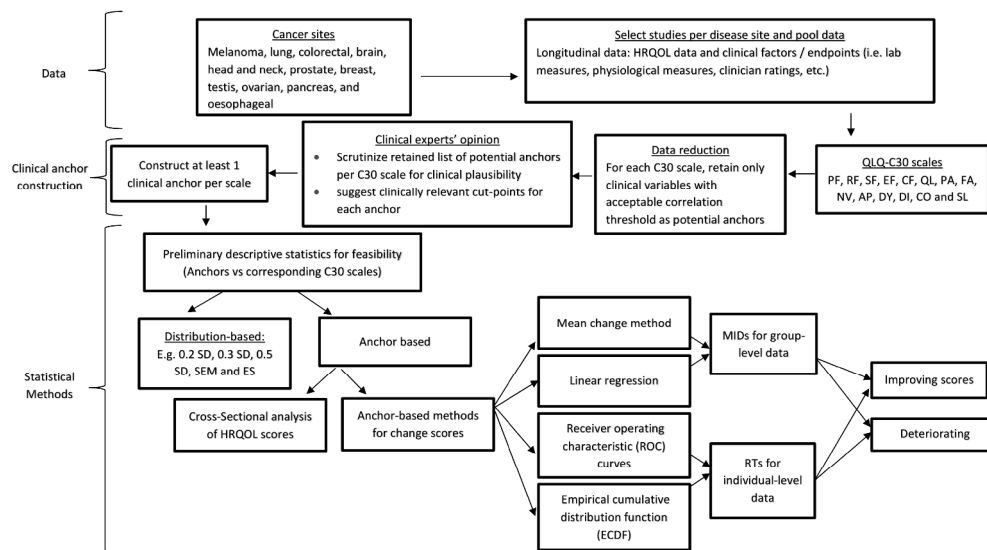 Data
Cancer sites
Melanoma, lung, colorectal, brain,
head and neck, prostate, breast,
testis, ovarian, pancreas, and
oesophageal
Select studies per disease site and pool data
Longitudinal data: HRQOL data and clinical factors / endpoints (i.e. lab
measures, physiological measures, clinician ratings, etc.)
Clinical anchor
construction
Construct at least 1
clinical anchor per scale
Clinical experts' opinion
• Scrutinize retained list of potential anchors
per C30 scale for clinical plausibility
• suggest clinically relevant cut-points for
each anchor
Data reduction
For each C30 scale, retain only
clinical variables with
acceptable correlation
threshold as potential anchors
QLQ-C30 scales
PF, RF, SF, EF, CF, QL, PA, FA,
NV, AP, DY, DI, CO and SL
Statistical
Methods
Preliminary descriptive statistics for feasibility
(Anchors vs corresponding C30 scales)
Distribution-based:
E.g. 0.2 SD, 0.3 SD, 0.5
SD, SEM and ES
Anchor based
Cross-Sectional analysis
of HRQOL scores
Anchor-based methods
for change scores
Mean change method
Linear regression
Receiver operating
characteristic (ROC)
curves
Empirical cumulative
distribution function
(ECDF)
MIDs for group-
level data
RTs for
individual-level
data
Improving scores
Deteriorating